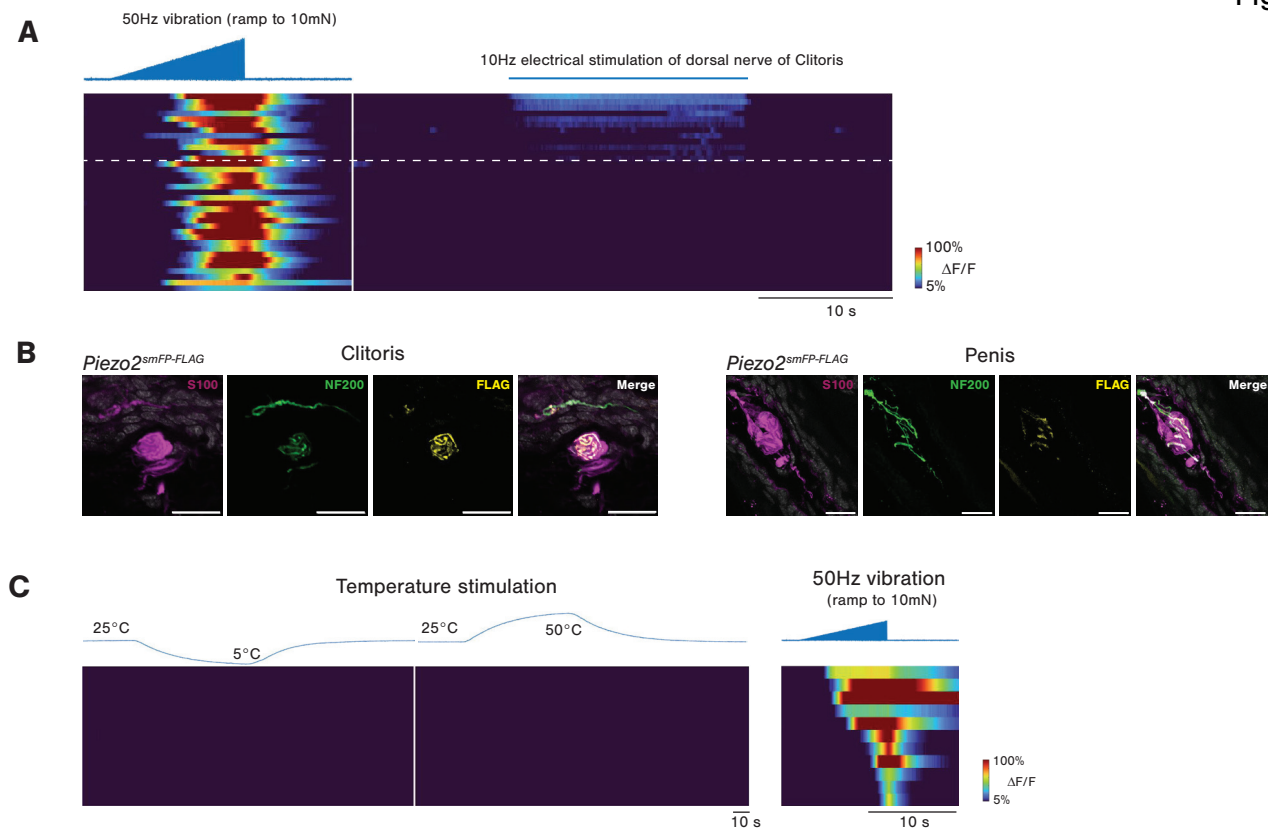 Fig
A
50Hz vibration (ramp to 10mN)
10Hz electrical stimulation of dorsal nerve of Clitoris
100%
ΔF/F
5%
10 s
B
Piezo2smFP-FLAG
Clitoris
S100
NF200
FLAG
Merge
Piezo2smFP-FLAG
Penis
S100
NF200
FLAG
Merge
C
Temperature stimulation
50Hz vibration
(ramp to 10mN)
25°C
5°C
25°C
50°C
100%
ΔF/F
5%
10 s
10 s